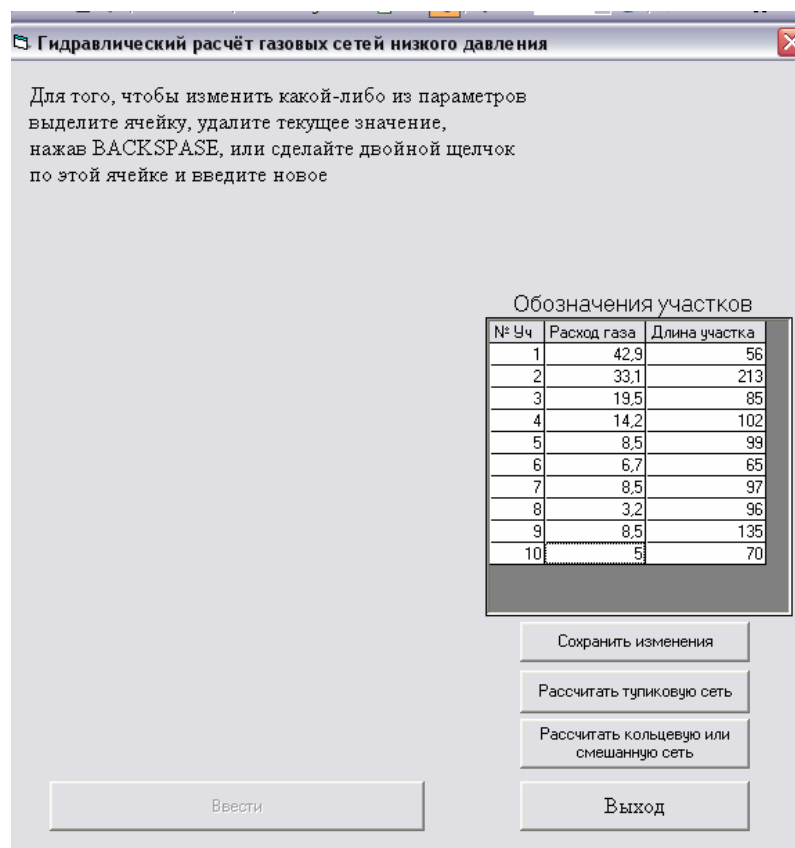 Гидравлический расчёт газовых сетей низкого давления
Для того, чтобы изменить какой-либо из параметров
выделите ячейку, удалите текущее значение,
нажав BACKSPASE, или сделайте двойной щелчок
по этой ячейке и введите новое
Обозначения участков
№ Уч Расход газа Длина участка
1 42,9 56
2 33,1 213
3 19,5 85
4 14,2 102
5 8,5 99
6 6,7 65
7 8,5 97
8 3,2 96
9 8,5 135
10 5 70
Сохранить изменения
Рассчитать тупиковую сеть
Рассчитать кольцевую или
смешанную сеть
Ввести Выход